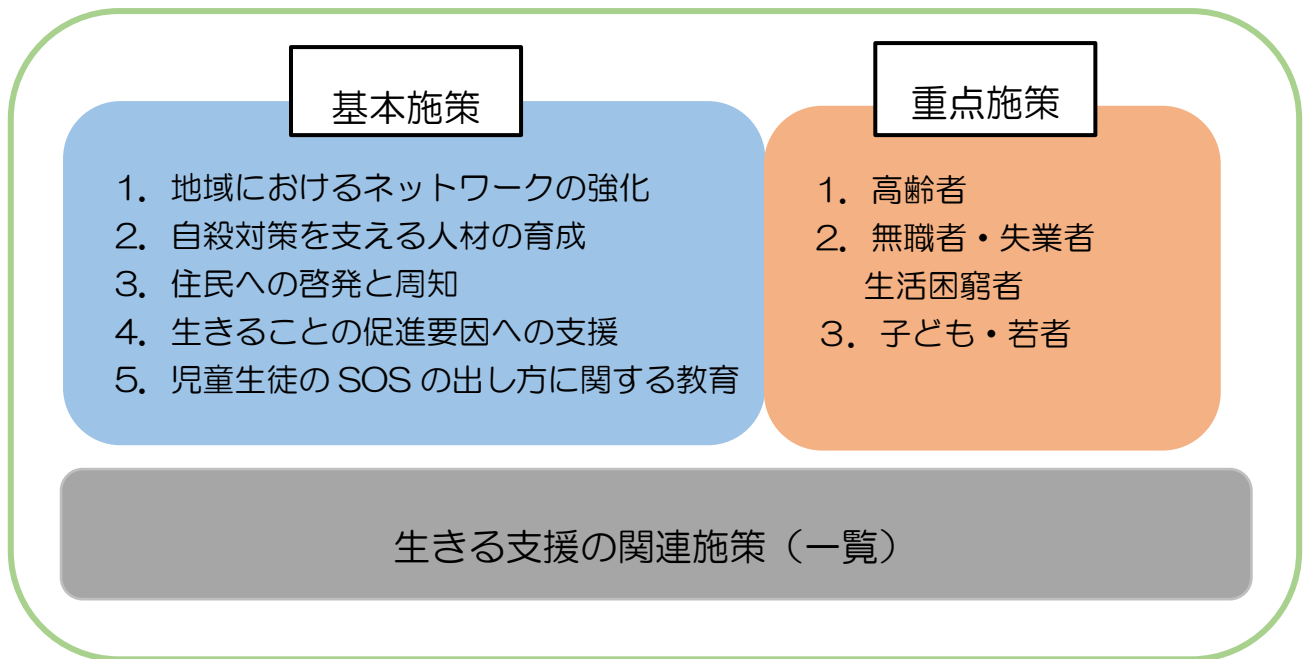 基本施策
1．地域におけるネットワークの強化
2．自殺対策を支える人材の育成
3．住民への啓発と周知
4．生きることの促進要因への支援
5．児童生徒の SOS の出し方に関する教育
重点施策
1．高齢者
2．無職者・失業者
生活困窮者
3．子ども・若者
生きる支援の関連施策（一覧）